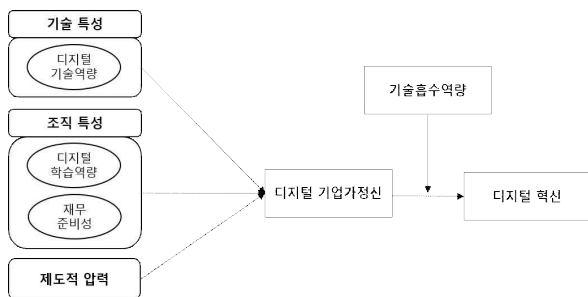 기술 특성
디지털
기술역량
조직 특성
디지털
학습역량
재무
준비성
제도적 압력
기술흡수역량
디지털 기업가정신
디지털 혁신